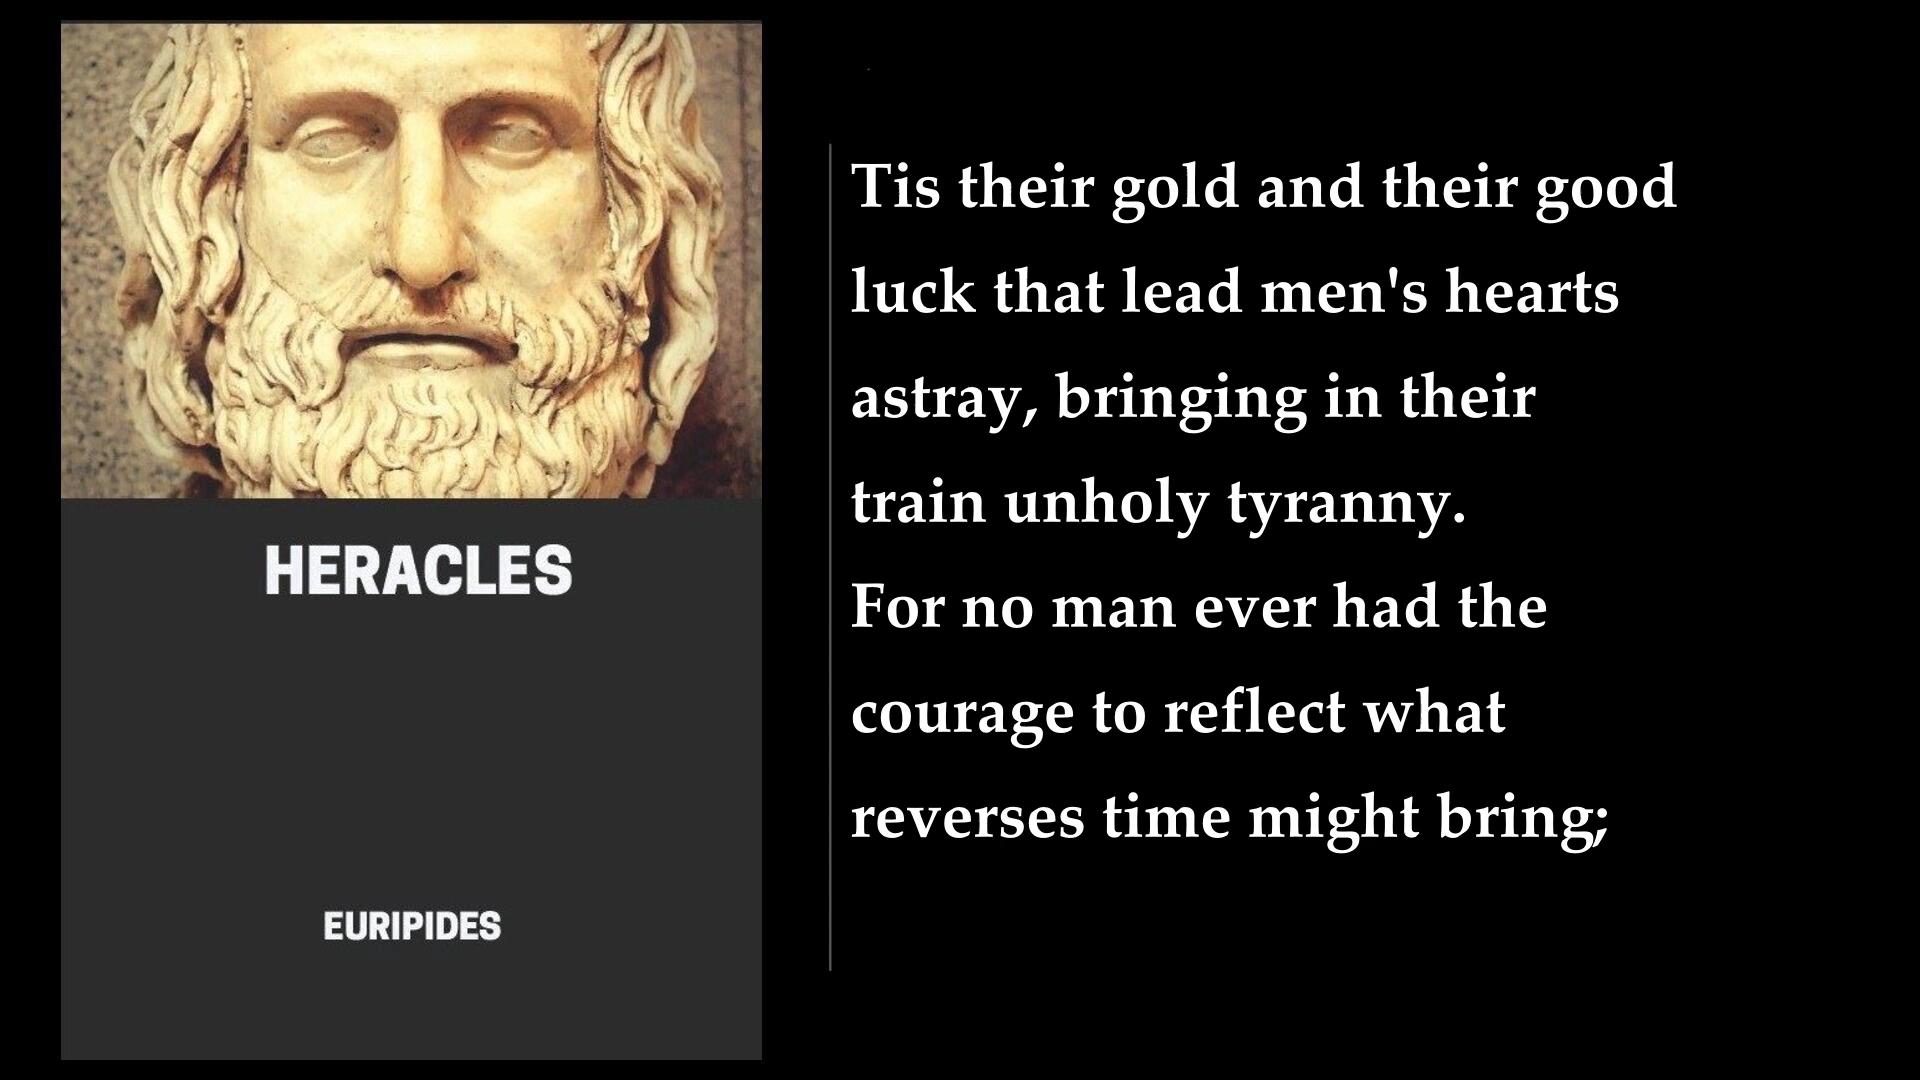 HERACLES
EURIPIDES
Tis their gold and their good
luck that lead men's hearts
astray, bringing in their
train unholy tyranny.
For no man ever had the
courage to reflect what
reverses time might bring;